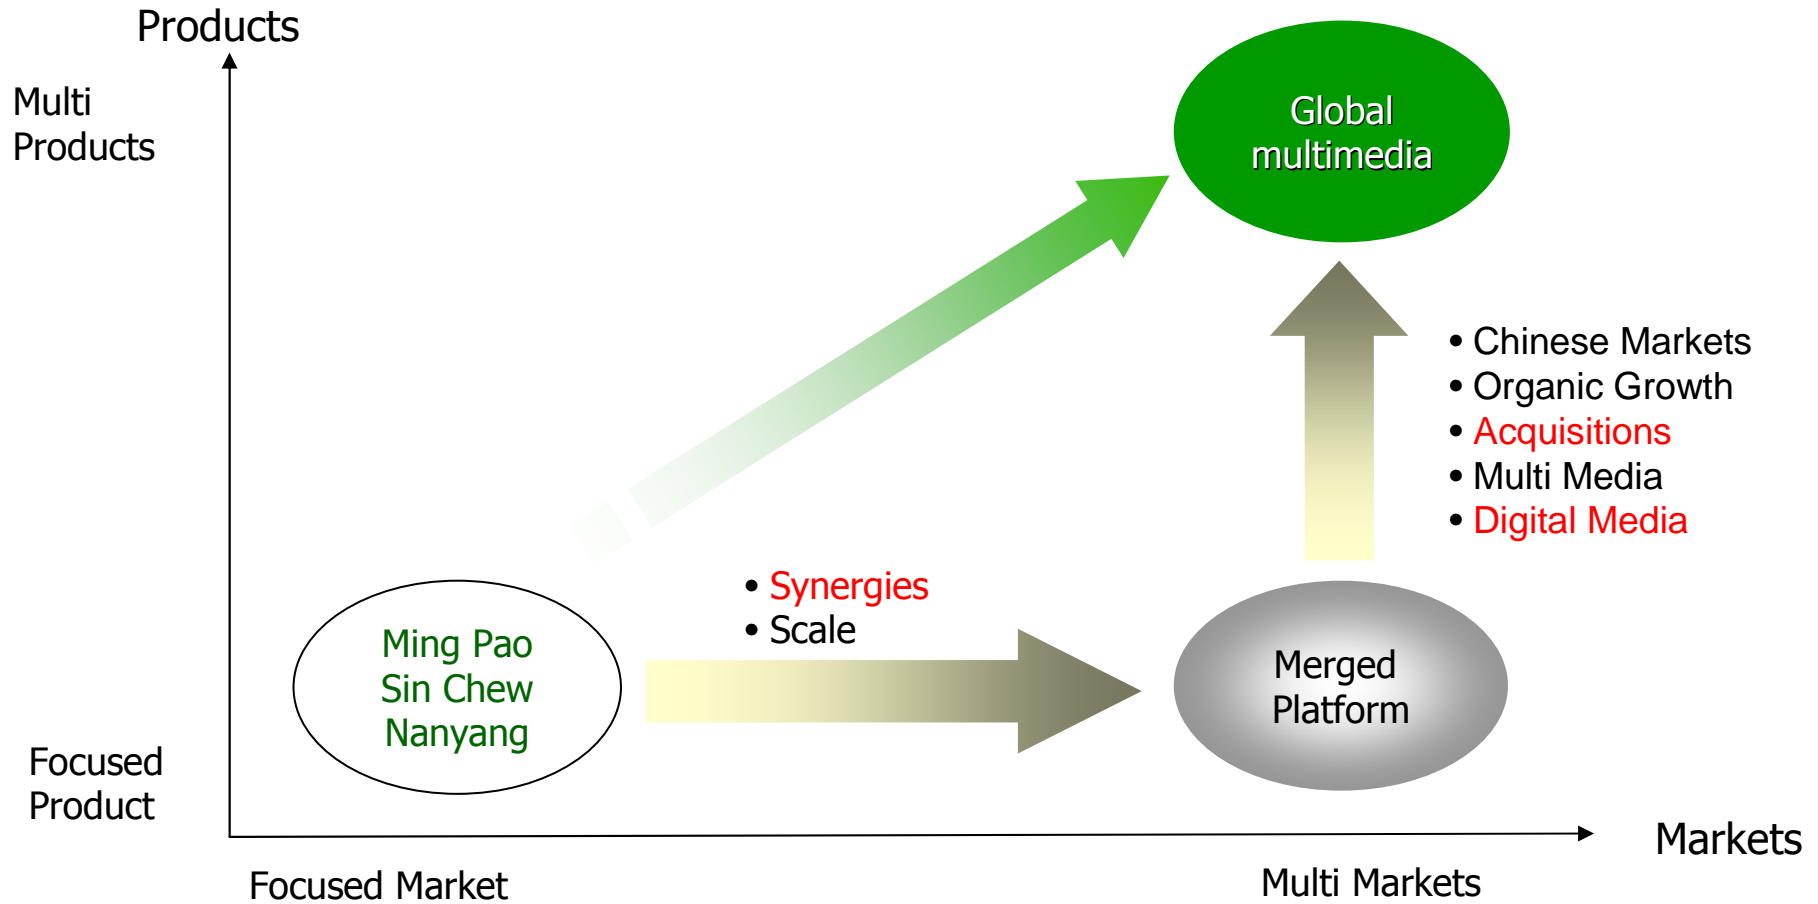 Products
Multi
Products
Global
multimedia
• Chinese Markets
• Organic Growth
• Acquisitions
• Multi Media
• Digital Media
• Synergies
• Scale
Ming Pao
Sin Chew
Nanyang
Merged
Platform
Focused
Product
Markets
Focused Market
Multi Markets